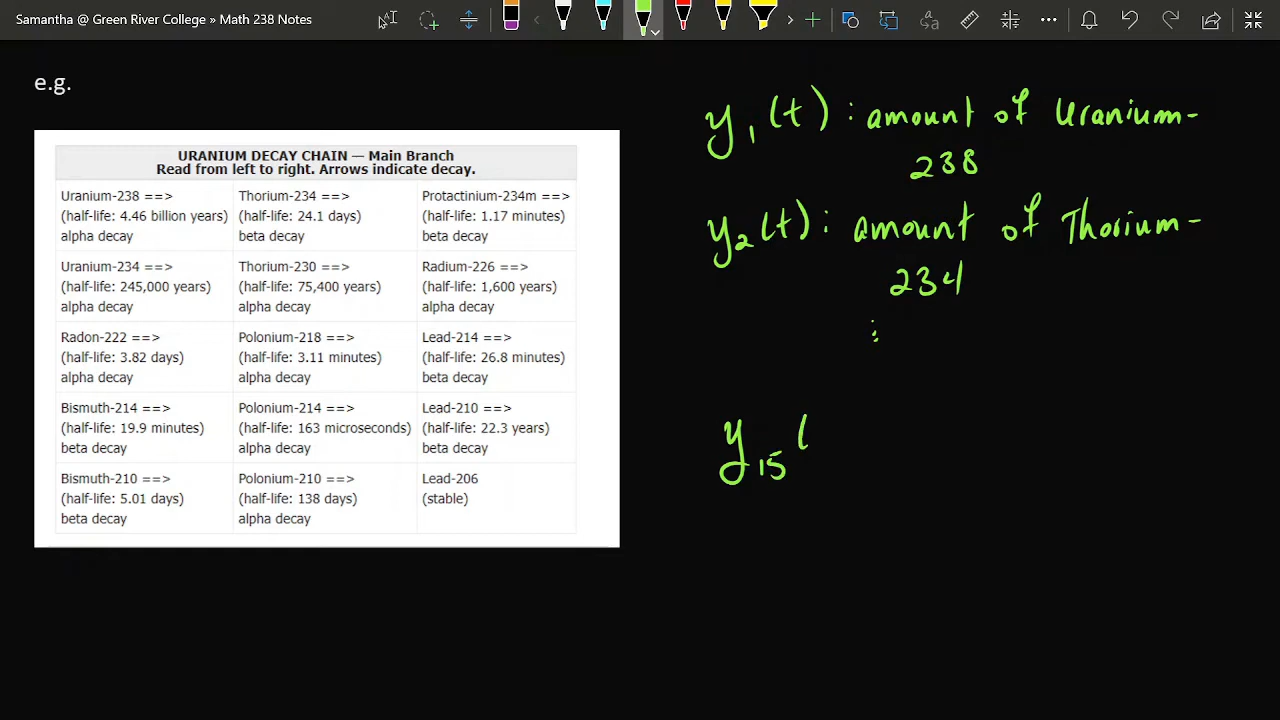 Samantha @ Green River College » Math 238 Notes
e.g.
URANIUM DECAY CHAIN — Main Branch
Read from left to right. Arrows indicate decay.
Uranium-238 ==> Thorium-234 ==> Protactinium-234m ==>
(half-life: 4.46 billion years) (half-life: 24.1 days) (half-life: 1.17 minutes)
alpha decay beta decay beta decay
Uranium-234 ==> Thorium-230 ==> Radium-226 ==>
(half-life: 245,000 years) (half-life: 75,400 years) (half-life: 1,600 years)
alpha decay alpha decay alpha decay
Radon-222 ==> Polonium-218 ==> Lead-214 ==>
(half-life: 3.82 days) (half-life: 3.11 minutes) (half-life: 26.8 minutes)
alpha decay alpha decay beta decay
Bismuth-214 ==> Polonium-214 ==> Lead-210 ==>
(half-life: 19.9 minutes) (half-life: 163 microseconds) (half-life: 22.3 years)
beta decay alpha decay beta decay
Bismuth-210 ==> Polonium-210 ==> Lead-206
(half-life: 5.01 days) (half-life: 138 days) (stable)
beta decay alpha decay
y₁(t) : amount of Uranium-
238
y₂(t) : amount of Thorium-
234
⋮
y₁₅(